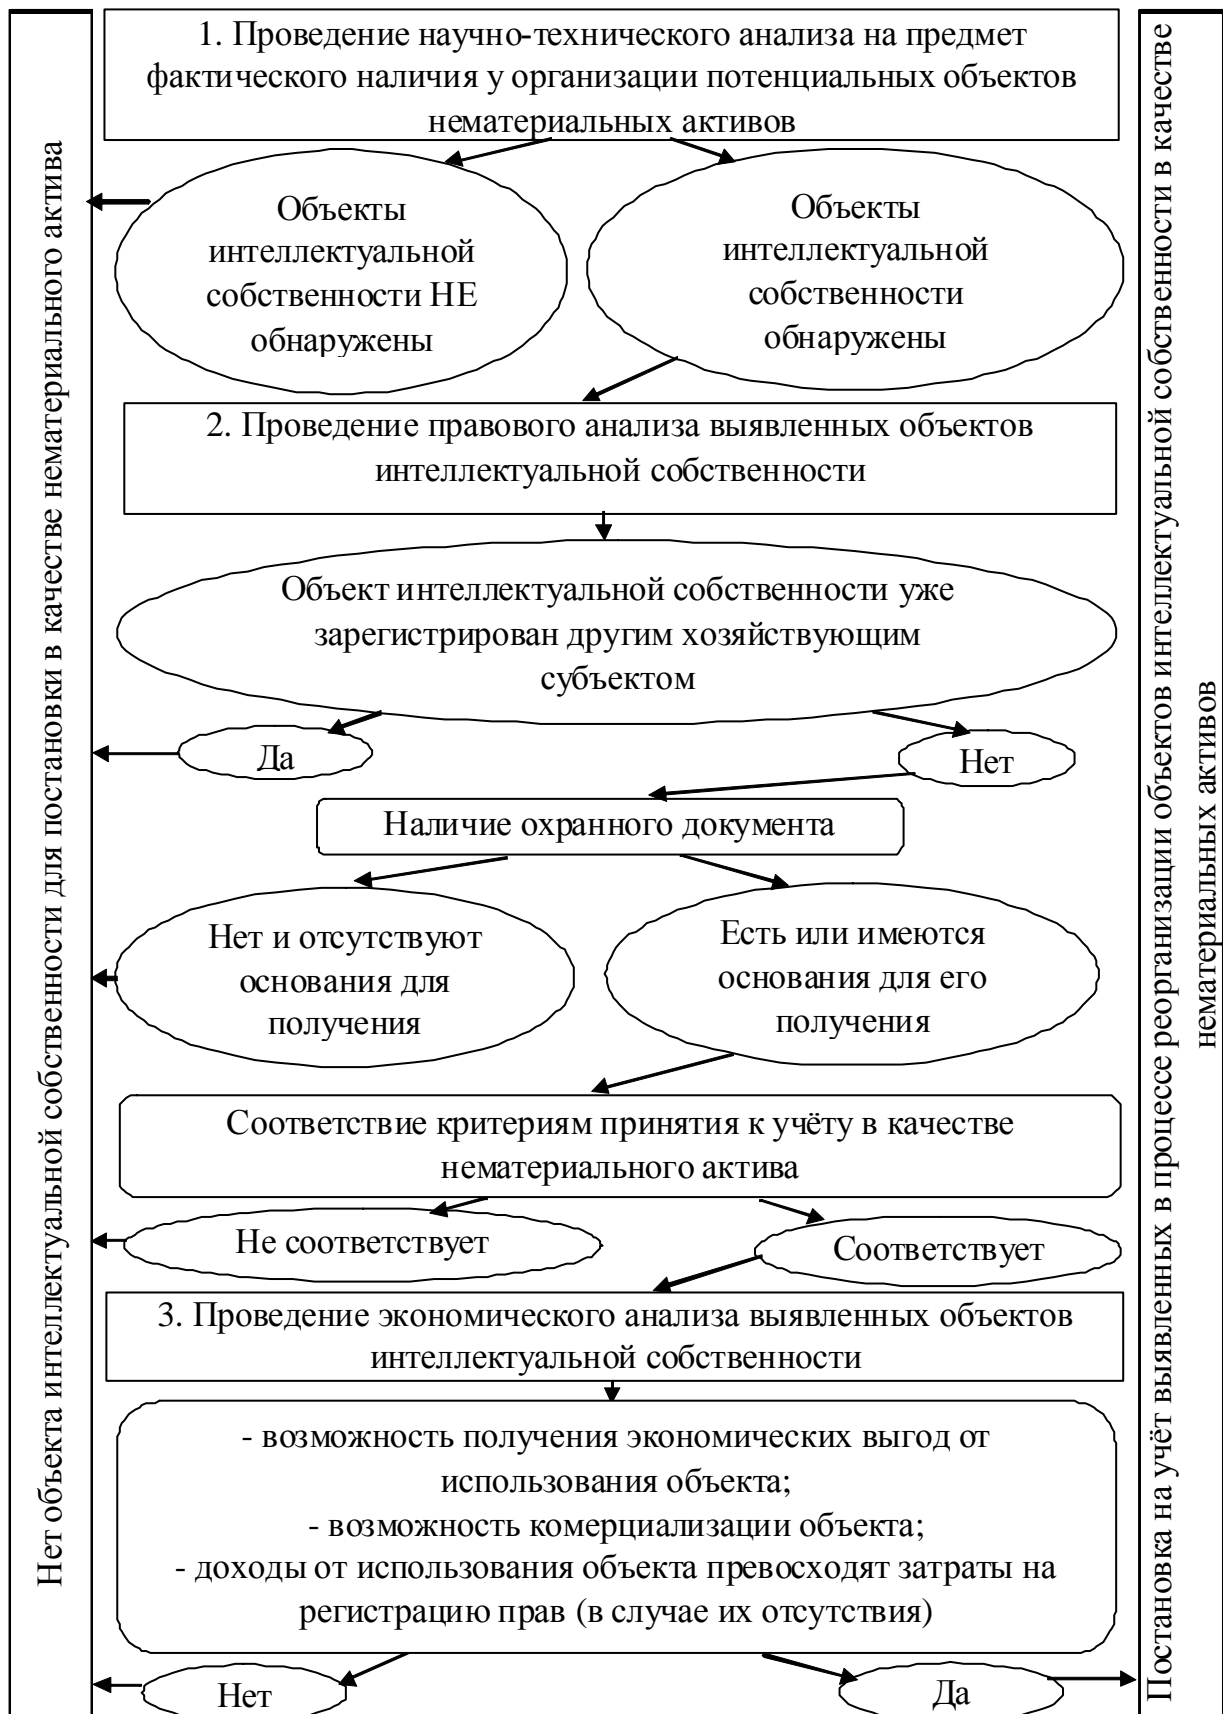 Нет объекта интеллектуальной собственности для постановки в качестве нематериального актива
1. Проведение научно-технического анализа на предмет
фактического наличия у организации потенциальных объектов
нематериальных активов
Объекты
интеллектуальной
собственности НЕ
обнаружены
Объекты
интеллектуальной
собственности
обнаружены
2. Проведение правового анализа выявленных объектов
интеллектуальной собственности
Объект интеллектуальной собственности уже
зарегистрирован другим хозяйствующим
субъектом
Да
Нет
Наличие охранного документа
Нет и отсутствуют
основания для
получения
Есть или имеются
основания для его
получения
Соответствие критериям принятия к учёту в качестве
нематериального актива
Не соответствует
Соответствует
3. Проведение экономического анализа выявленных объектов
интеллектуальной собственности
- возможность получения экономических выгод от
использования объекта;
- возможность комерциализации объекта;
- доходы от использования объекта превосходят затраты на
регистрацию прав (в случае их отсутствия)
Нет
Да
Постановка на учёт выявленных в процессе реорганизации объектов интеллектуальной собственности в качестве
нематериальных активов